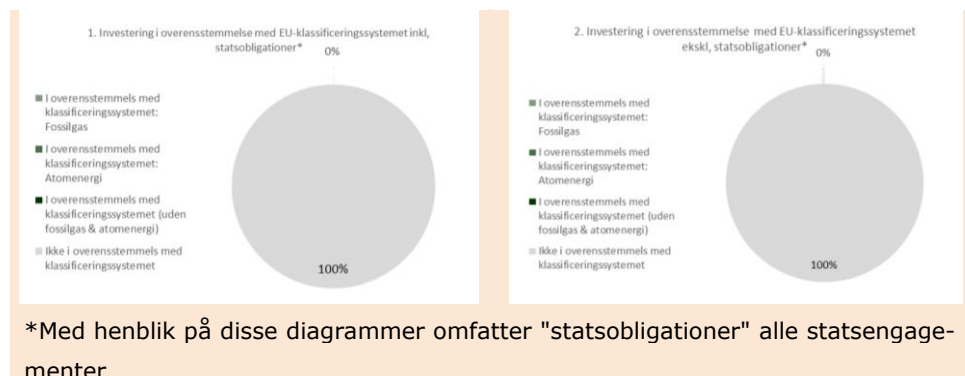 1. Investering i overensstemmelse med EU-klassificeringssystemet inkl,
statsobligationer*
0%
I overensstemmels med
klassificeringssystemet:
Fossilgas
I overensstemmels med
klassificeringssystemet:
Atomenergi
I overensstemmels med
klassificeringssystemet (uden
fossilgas & atomenergi)
Ikke i overensstemmels med
klassificeringssystemet
100%
2. Investering i overensstemmelse med EU-klassificeringssystemet
ekskl, statsobligationer*
0%
I overensstemmels med
klassificeringssystemet:
Fossilgas
I overensstemmels med
klassificeringssystemet:
Atomenergi
I overensstemmels med
klassificeringssystemet (uden
fossilgas & atomenergi)
Ikke i overensstemmels med
klassificeringssystemet
100%
*Med henblik på disse diagrammer omfatter "statsobligationer" alle statsengage-
menter